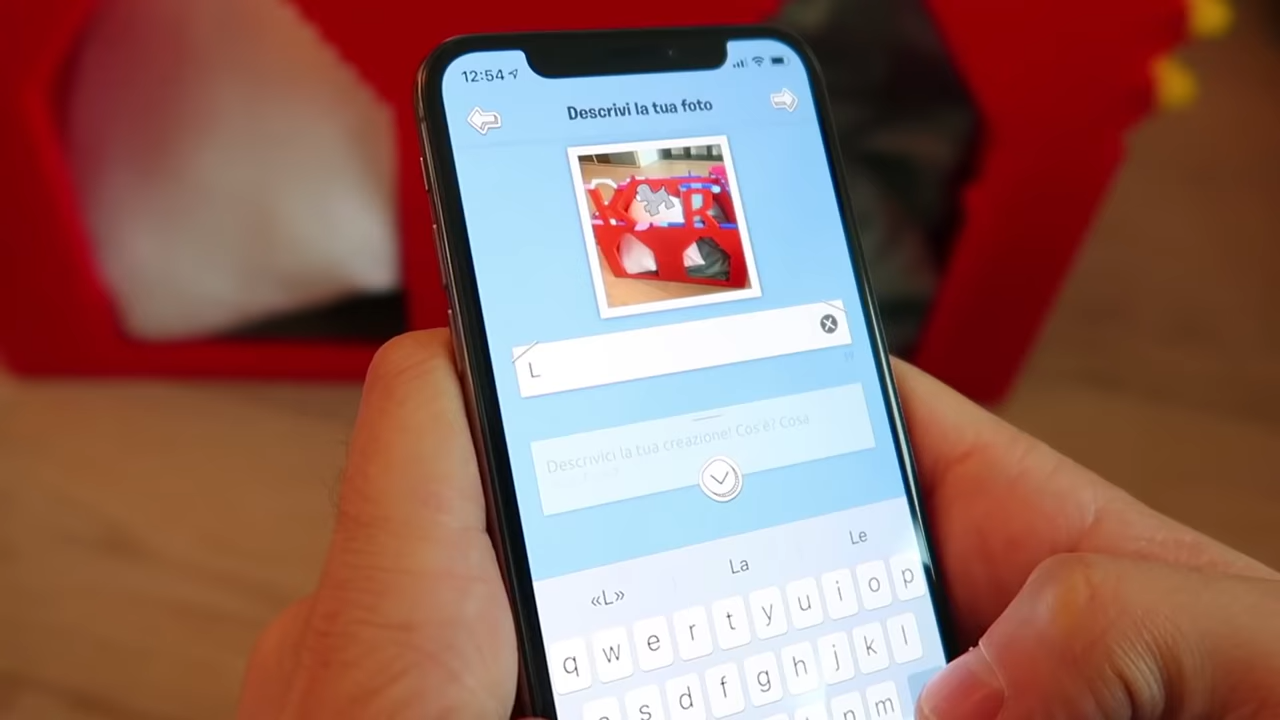 12:54
Descrivi la tua foto
K R
L
Descrivici la tua creazione! Cos'è? Cosa
«L» La Le
q w e r t y u i o p
a s d f g h j k l
n m